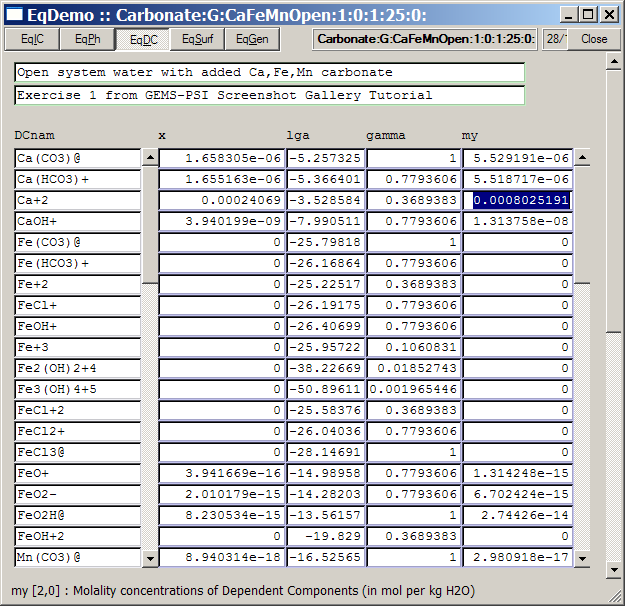 EqDemo :: Carbonate:G:CaFeMnOpen:1:0:1:25:0:
EqIC EqPh EqDC EqSurf EqGen Carbonate:G:CaFeMnOpen:1:0:1:25:0: 28/ Close
Open system water with added Ca,Fe,Mn carbonate
Exercise 1 from GEMS-PSI Screenshot Gallery Tutorial
DCnam x lga gamma my
Ca(CO3)@ 1.658305e-06 -5.257325 1 5.529191e-06
Ca(HCO3)+ 1.655163e-06 -5.366401 0.7793606 5.518717e-06
Ca+2 0.00024069 -3.528584 0.3689383 0.0008025191
CaOH+ 3.940199e-09 -7.990511 0.7793606 1.313758e-08
Fe(CO3)@ 0 -25.79818 1 0
Fe(HCO3)+ 0 -26.16864 0.7793606 0
Fe+2 0 -25.22517 0.3689383 0
FeCl+ 0 -26.19175 0.7793606 0
FeOH+ 0 -26.40699 0.7793606 0
Fe+3 0 -25.95722 0.1060831 0
Fe2(OH)2+4 0 -38.22669 0.01852743 0
Fe3(OH)4+5 0 -50.89611 0.001965446 0
FeCl+2 0 -25.58376 0.3689383 0
FeCl2+ 0 -26.04036 0.7793606 0
FeCl3@ 0 -28.14691 1 0
FeO+ 3.941669e-16 -14.98958 0.7793606 1.314248e-15
FeO2- 2.010179e-15 -14.28203 0.7793606 6.702424e-15
FeO2H@ 8.230534e-15 -13.56157 1 2.74426e-14
FeOH+2 0 -19.829 0.3689383 0
Mn(CO3)@ 8.940314e-18 -16.52565 1 2.980918e-17
my [2,0] : Molality concentrations of Dependent Components (in mol per kg H2O)